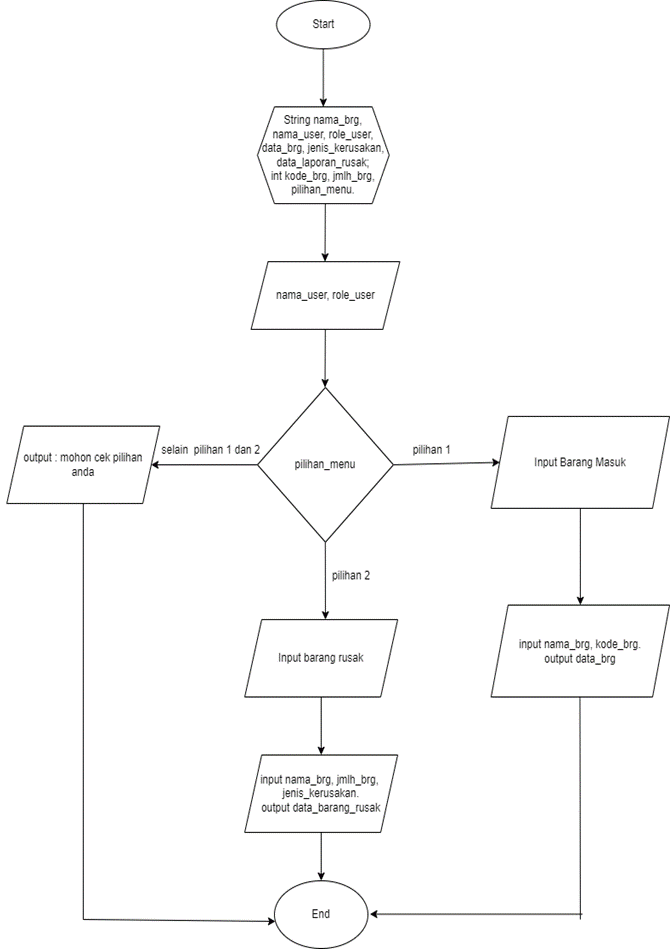 Start
String nama_brg,
nama_user, role_user,
data_brg, jenis_kerusakan,
data_laporan_rusak;
int kode_brg, jmlh_brg,
pilihan_menu.
nama_user, role_user
pilihan_menu
selain pilihan 1 dan 2
output : mohon cek pilihan
anda
pilihan 1
Input Barang Masuk
input nama_brg, kode_brg.
output data_brg
pilihan 2
Input barang rusak
input nama_brg, jmlh_brg,
jenis_kerusakan.
output data_barang_rusak
End